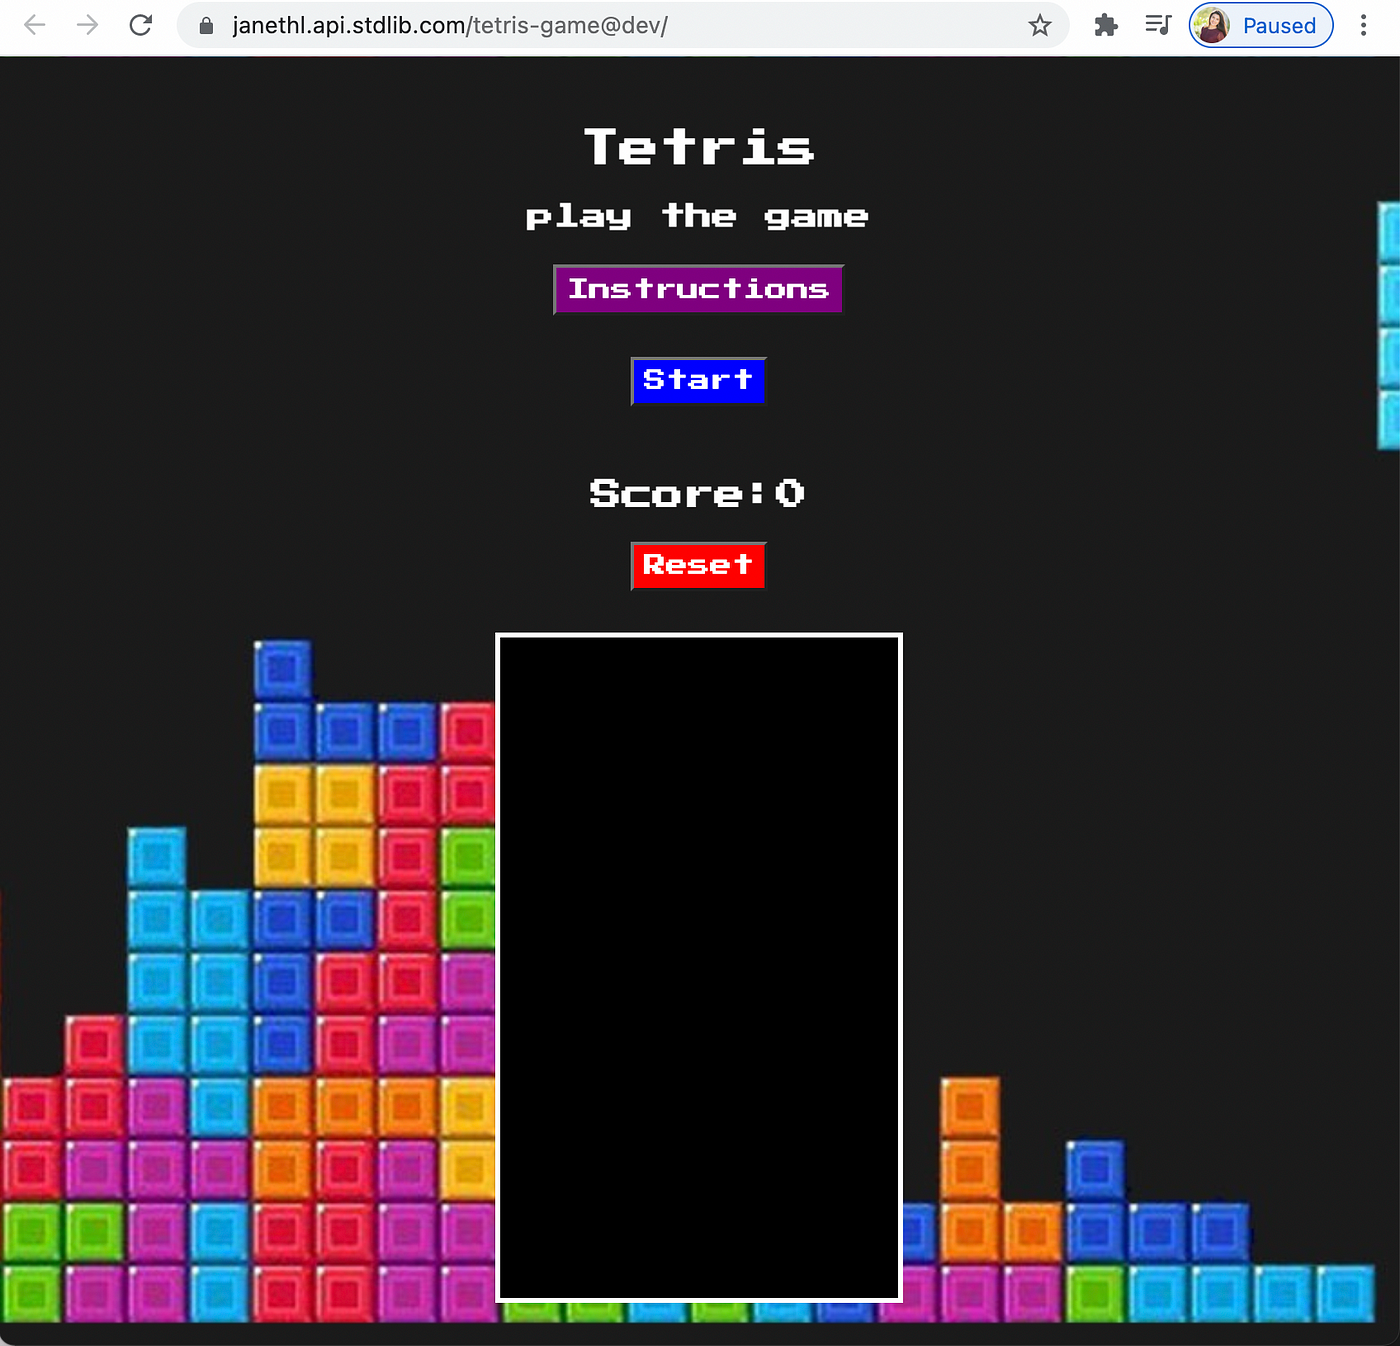 janethl.api.stdlib.com/tetris-game@dev/
Paused
Tetris
play the game
Instructions
Start
Score:0
Reset